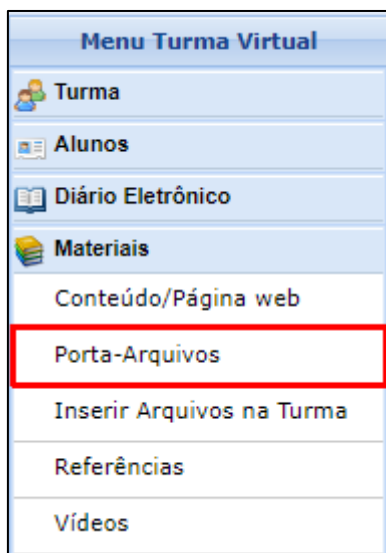 Menu Turma Virtual
Turma
Alunos
Diário Eletrônico
Materiais
Conteúdo/Página web
Porta-Arquivos
Inserir Arquivos na Turma
Referências
Vídeos